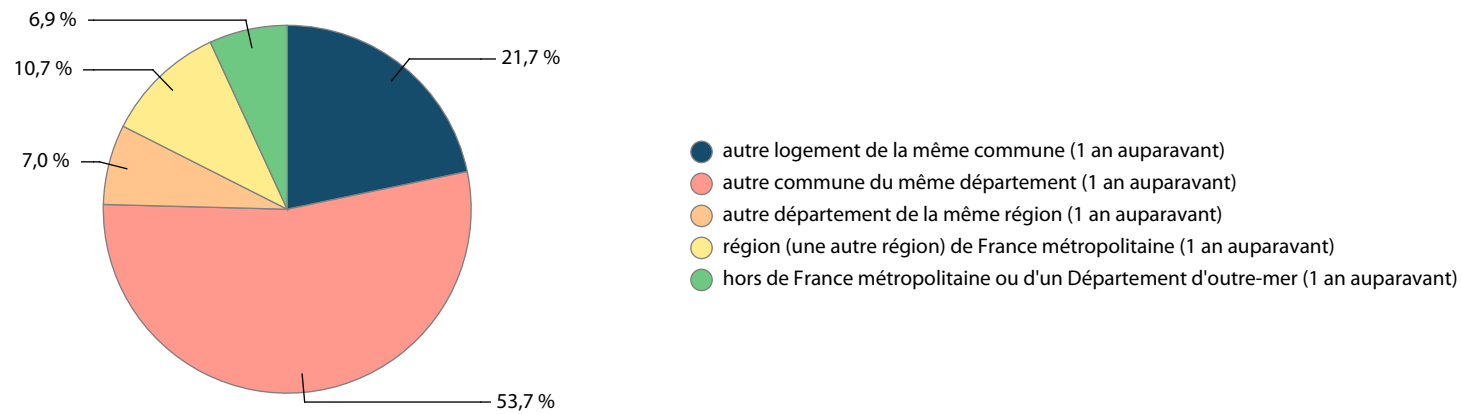 6,9 %
10,7 %
7,0 %
21,7 %
53,7 %
autre logement de la même commune (1 an auparavant)
autre commune du même département (1 an auparavant)
autre département de la même région (1 an auparavant)
région (une autre région) de France métropolitaine (1 an auparavant)
hors de France métropolitaine ou d'un Département d'outre-mer (1 an auparavant)